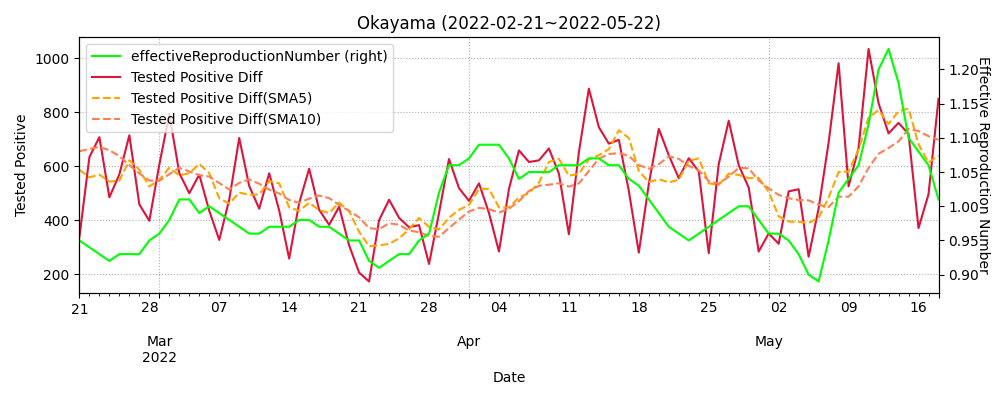 Okayama (2022-02-21~2022-05-22)
effectiveReproductionNumber (right)
Tested Positive Diff
Tested Positive Diff(SMA5)
Tested Positive Diff(SMA10)
Tested Positive
1000
800
600
400
200
Effective Reproduction Number
1.20
1.15
1.10
1.05
1.00
0.95
0.90
21 28 07 14 21 28 04 11 18 25 02 09 16
Mar Apr May
2022
Date